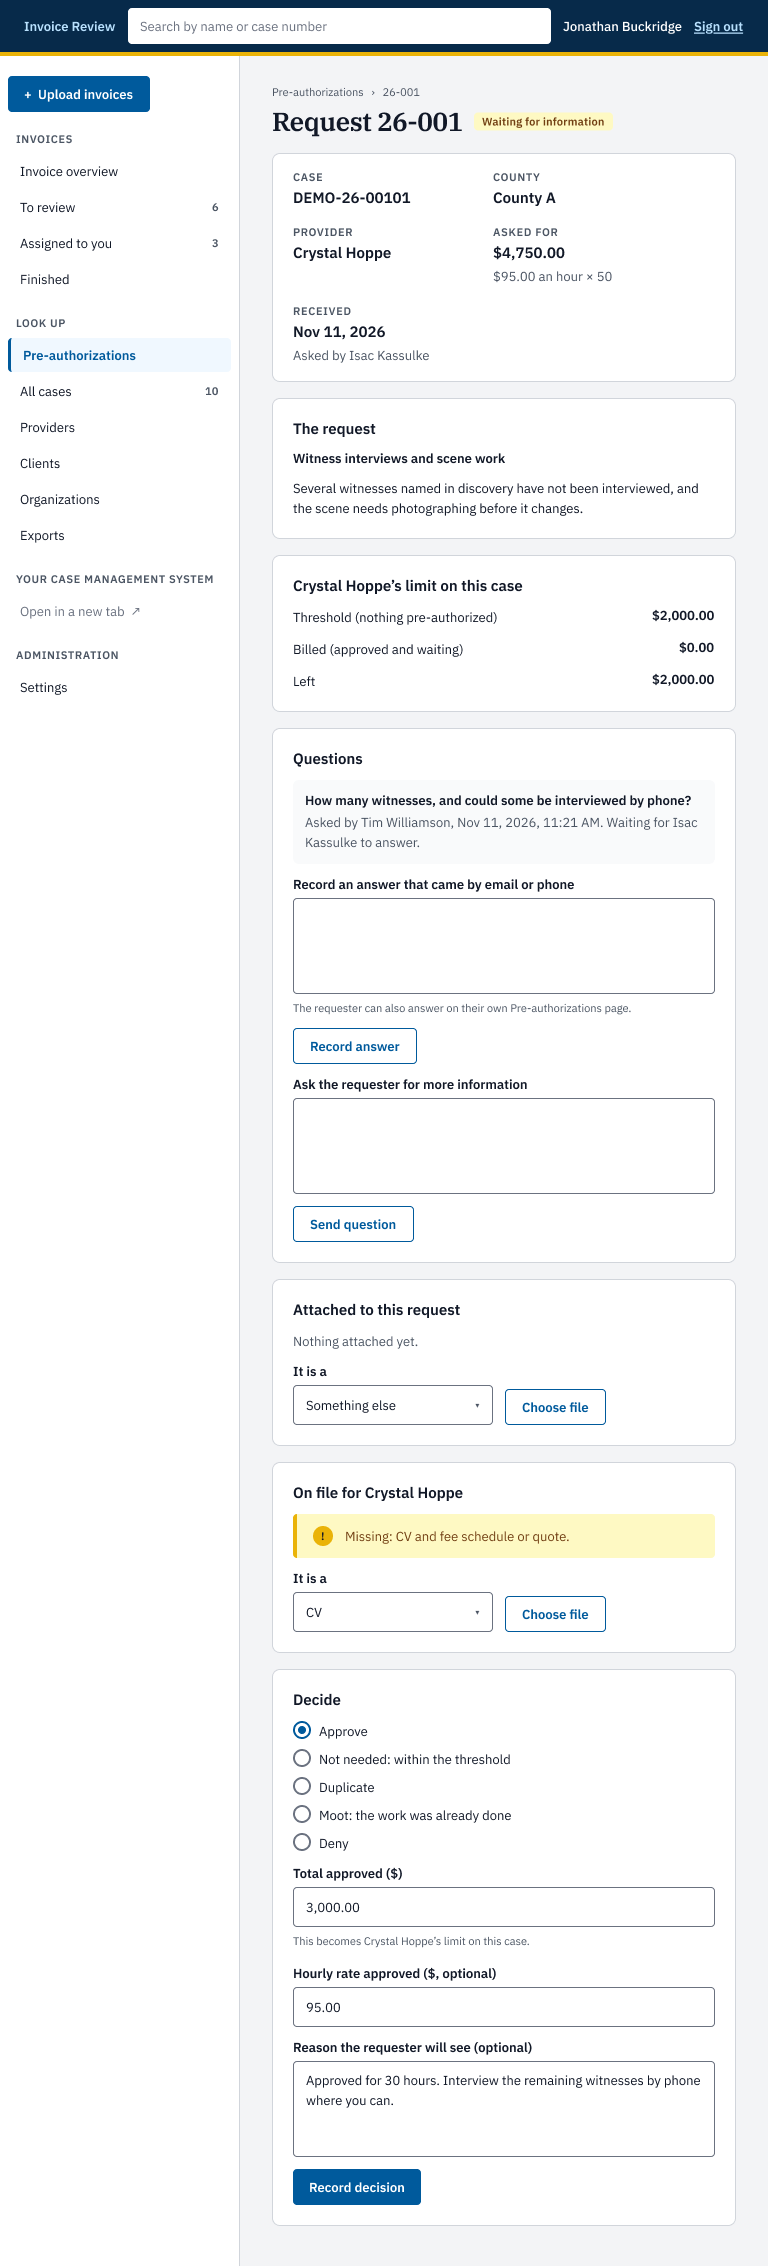 Invoice Review
Search by name or case number
Jonathan Buckridge
Sign out
+ Upload invoices
INVOICES
Invoice overview
To review 6
Assigned to you 3
Finished
LOOK UP
Pre-authorizations
All cases 10
Providers
Clients
Organizations
Exports
YOUR CASE MANAGEMENT SYSTEM
Open in a new tab ↗
ADMINISTRATION
Settings
Pre-authorizations › 26-001
Request 26-001 Waiting for information
CASE
DEMO-26-00101
COUNTY
County A
PROVIDER
Crystal Hoppe
ASKED FOR
$4,750.00
$95.00 an hour × 50
RECEIVED
Nov 11, 2026
Asked by Isac Kassulke
The request
Witness interviews and scene work
Several witnesses named in discovery have not been interviewed, and
the scene needs photographing before it changes.
Crystal Hoppe’s limit on this case
Threshold (nothing pre-authorized) $2,000.00
Billed (approved and waiting) $0.00
Left $2,000.00
Questions
How many witnesses, and could some be interviewed by phone?
Asked by Tim Williamson, Nov 11, 2026, 11:21 AM. Waiting for Isac
Kassulke to answer.
Record an answer that came by email or phone
The requester can also answer on their own Pre-authorizations page.
Record answer
Ask the requester for more information
Send question
Attached to this request
Nothing attached yet.
It is a
Something else
Choose file
On file for Crystal Hoppe
! Missing: CV and fee schedule or quote.
It is a
CV
Choose file
Decide
Approve
Not needed: within the threshold
Duplicate
Moot: the work was already done
Deny
Total approved ($)
3,000.00
This becomes Crystal Hoppe’s limit on this case.
Hourly rate approved ($, optional)
95.00
Reason the requester will see (optional)
Approved for 30 hours. Interview the remaining witnesses by phone
where you can.
Record decision